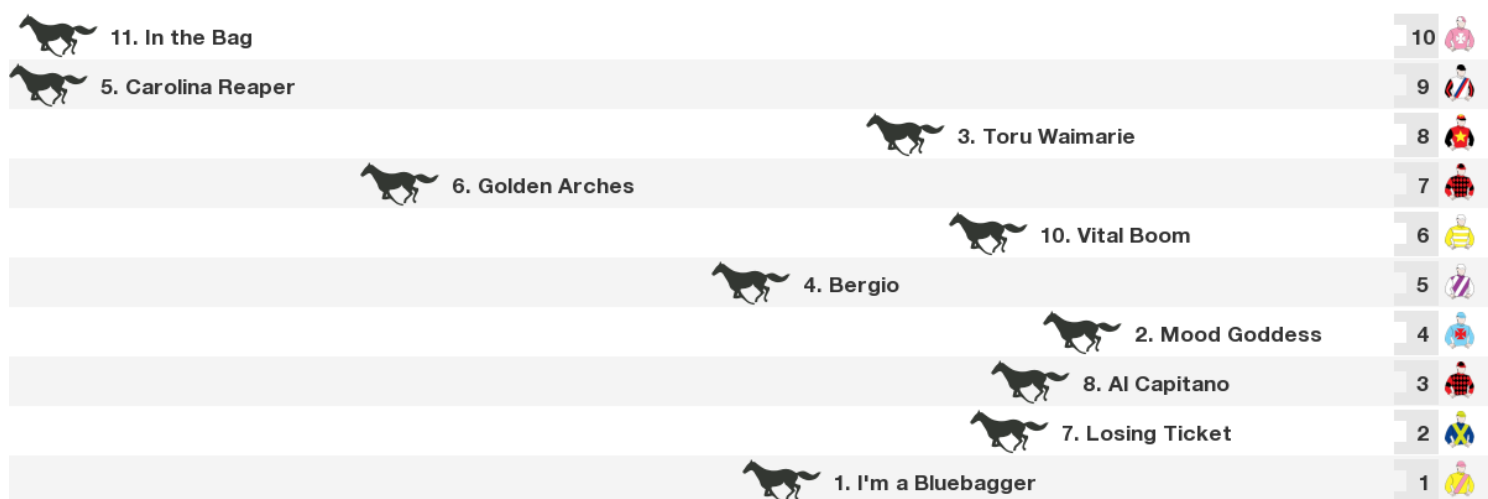 11. In the Bag 10
5. Carolina Reaper 9
3. Toru Waimarie 8
6. Golden Arches 7
10. Vital Boom 6
4. Bergio 5
2. Mood Goddess 4
8. Al Capitano 3
7. Losing Ticket 2
1. I'm a Bluebagger 1